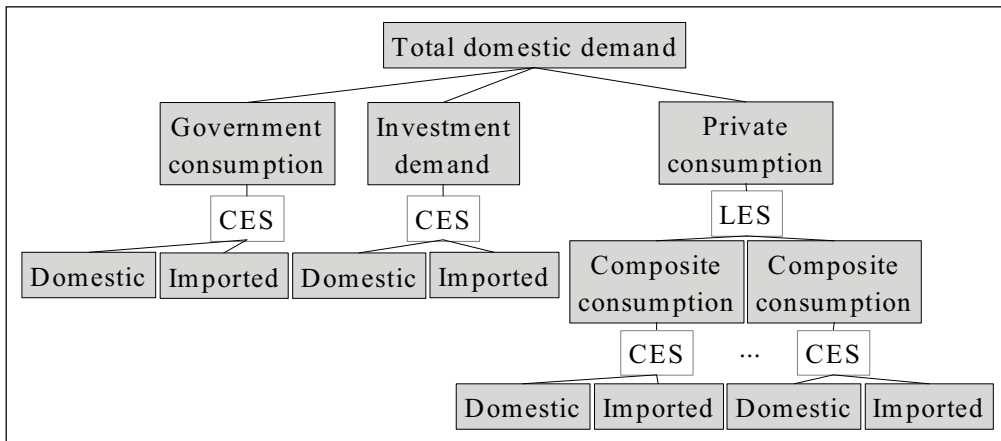 Total domestic demand
Government
consumption
Investment
demand
Private
consumption
CES
CES
LES
Domestic
Imported
Domestic
Imported
Composite
consumption
Composite
consumption
CES
...
CES
Domestic
Imported
Domestic
Imported